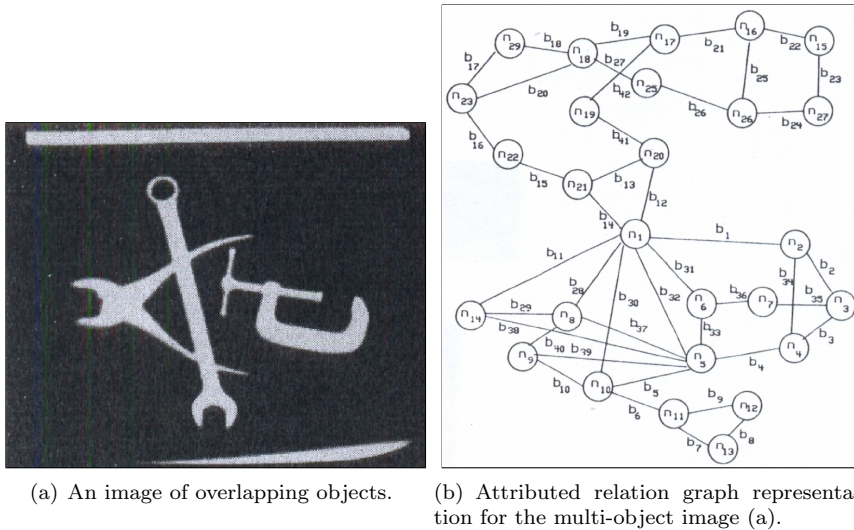 b19
n16
n29
b18
n17
b22
n15
n18
b21
b17
b27
b25
b23
n25
n23
b20
b42
b26
n26
b24
n27
n19
b16
b41
n22
n20
b15
b13
n21
b12
b14
n1
b1
n2
b11
b2
b31
b34
b28
b30
b32
b36
n7
b35
n3
n6
b29
n14
n8
b33
b38
b37
b3
b40
b39
n9
n5
n4
b4
b10
n10
b5
b9
n12
b6
n11
b8
b7
n13
(a) An image of overlapping objects.
(b) Attributed relation graph representa-
tion for the multi-object image (a).